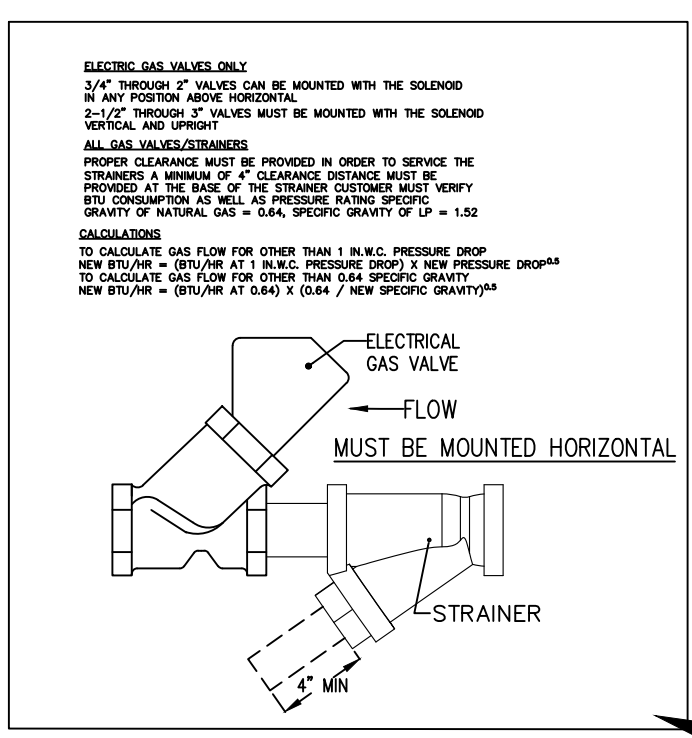 ELECTRIC GAS VALVES ONLY
3/4" THROUGH 2" VALVES CAN BE MOUNTED WITH THE SOLENOID
IN ANY POSITION ABOVE HORIZONTAL
2-1/2" THROUGH 3" VALVES MUST BE MOUNTED WITH THE SOLENOID
VERTICAL AND UPRIGHT
ALL GAS VALVES/STRAINERS
PROPER CLEARANCE MUST BE PROVIDED IN ORDER TO SERVICE THE
STRAINERS A MINIMUM OF 4" CLEARANCE DISTANCE MUST BE
PROVIDED AT THE BASE OF THE STRAINER CUSTOMER MUST VERIFY
BTU CONSUMPTION AS WELL AS PRESSURE RATING SPECIFIC
GRAVITY OF NATURAL GAS = 0.64, SPECIFIC GRAVITY OF LP = 1.52
CALCULATIONS
TO CALCULATE GAS FLOW FOR OTHER THAN 1 IN.W.C. PRESSURE DROP
NEW BTU/HR = (BTU/HR AT 1 IN.W.C. PRESSURE DROP) X NEW PRESSURE DROP⁰·⁵
TO CALCULATE GAS FLOW FOR OTHER THAN 0.64 SPECIFIC GRAVITY
NEW BTU/HR = (BTU/HR AT 0.64) X (0.64 / NEW SPECIFIC GRAVITY)⁰·⁵
ELECTRICAL
GAS VALVE
FLOW
MUST BE MOUNTED HORIZONTAL
STRAINER
4" MIN